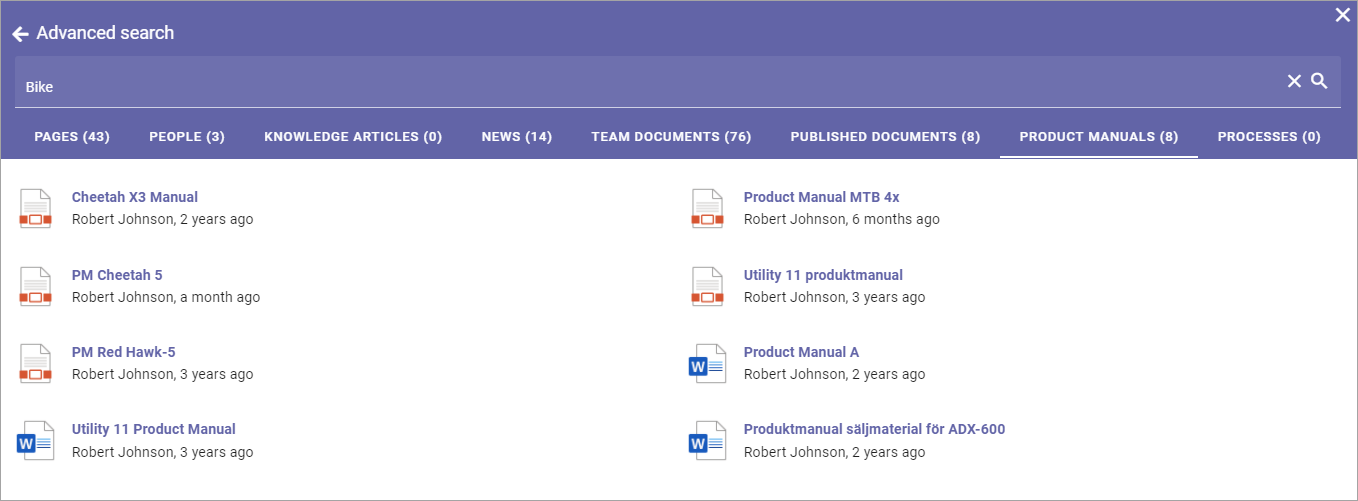 Advanced search
Bike
PAGES (43) PEOPLE (3) KNOWLEDGE ARTICLES (0) NEWS (14) TEAM DOCUMENTS (76) PUBLISHED DOCUMENTS (8) PRODUCT MANUALS (8) PROCESSES (0)
Cheetah X3 Manual
Robert Johnson, 2 years ago
Product Manual MTB 4x
Robert Johnson, 6 months ago
PM Cheetah 5
Robert Johnson, a month ago
Utility 11 produktmanual
Robert Johnson, 3 years ago
PM Red Hawk-5
Robert Johnson, 3 years ago
W
Product Manual A
Robert Johnson, 2 years ago
W
Utility 11 Product Manual
Robert Johnson, 3 years ago
W
Produktmanual säljmaterial för ADX-600
Robert Johnson, 2 years ago